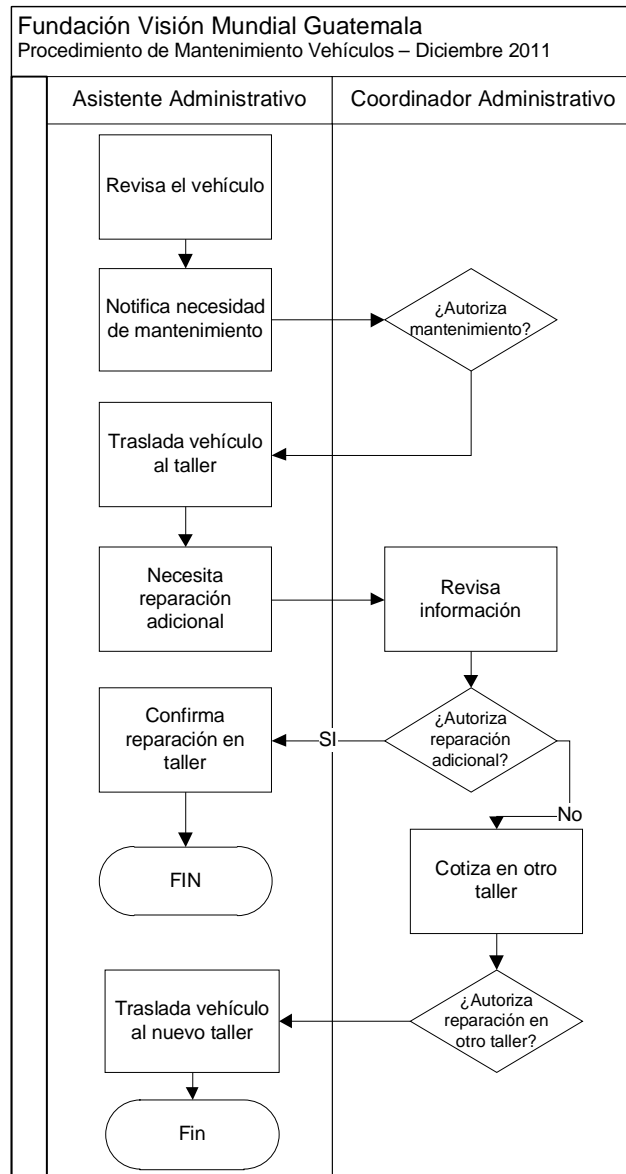 Fundación Visión Mundial Guatemala
Procedimiento de Mantenimiento Vehículos – Diciembre 2011
Asistente Administrativo
Coordinador Administrativo
Revisa el vehículo
Notifica necesidad
de mantenimiento
¿Autoriza
mantenimiento?
Traslada vehículo
al taller
Necesita
reparación
adicional
Revisa
información
Confirma
reparación en
taller
SI
¿Autoriza
reparación
adicional?
No
FIN
Cotiza en otro
taller
Traslada vehículo
al nuevo taller
¿Autoriza
reparación en
otro taller?
Fin